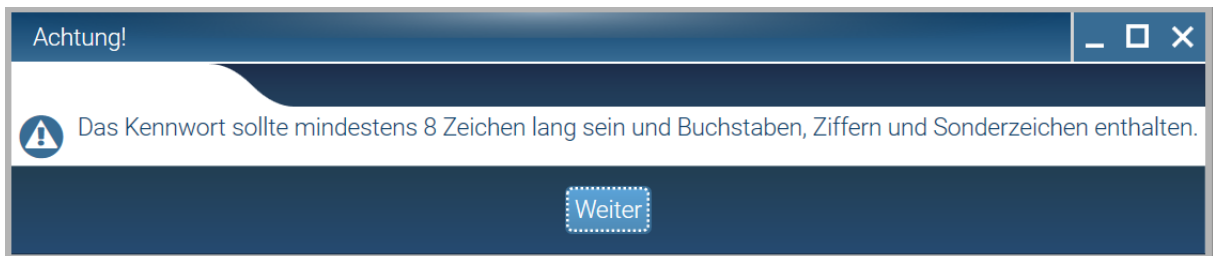 Achtung!
Das Kennwort sollte mindestens 8 Zeichen lang sein und Buchstaben, Ziffern und Sonderzeichen enthalten.
Weiter